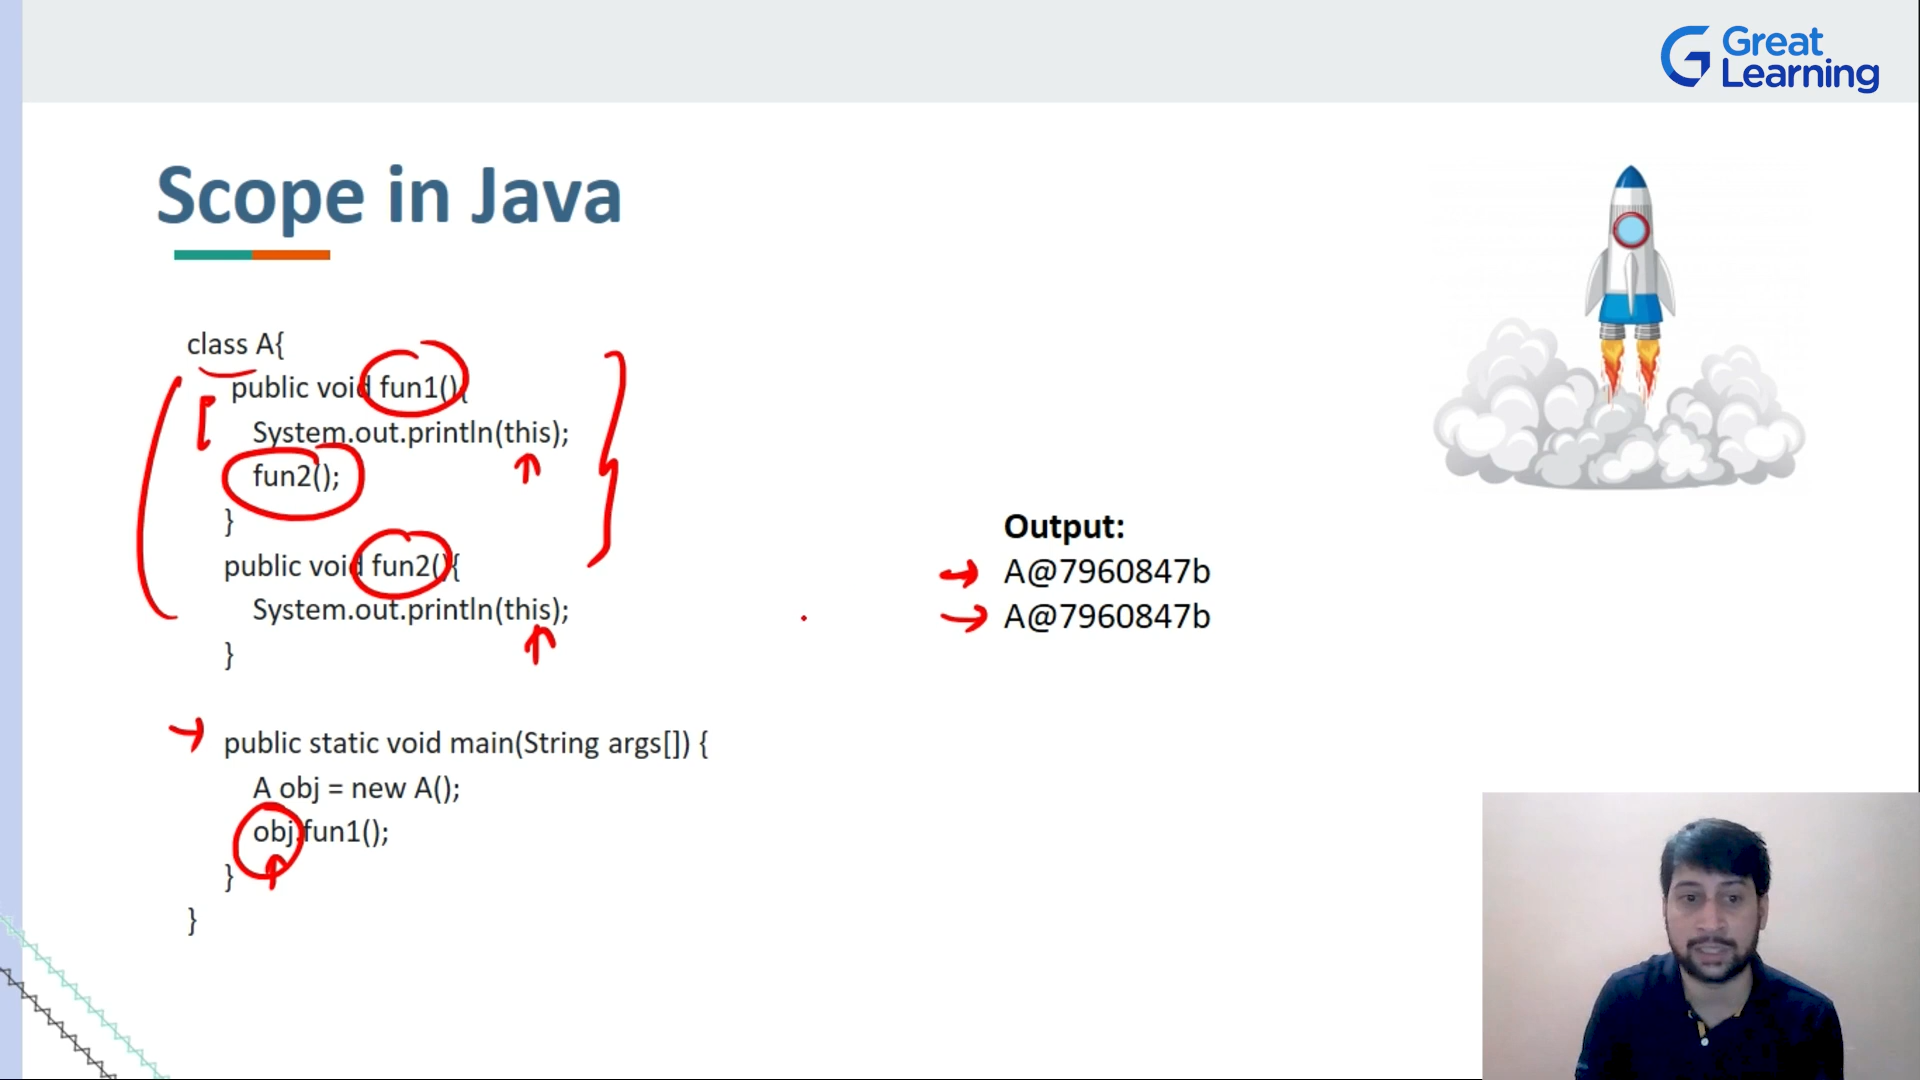 Great
Learning
Scope in Java
class A{
public void fun1(){
System.out.println(this);
fun2();
}
public void fun2(){
System.out.println(this);
}
public static void main(String args[]) {
A obj = new A();
obj.fun1();
}
}
Output:
A@7960847b
A@7960847b